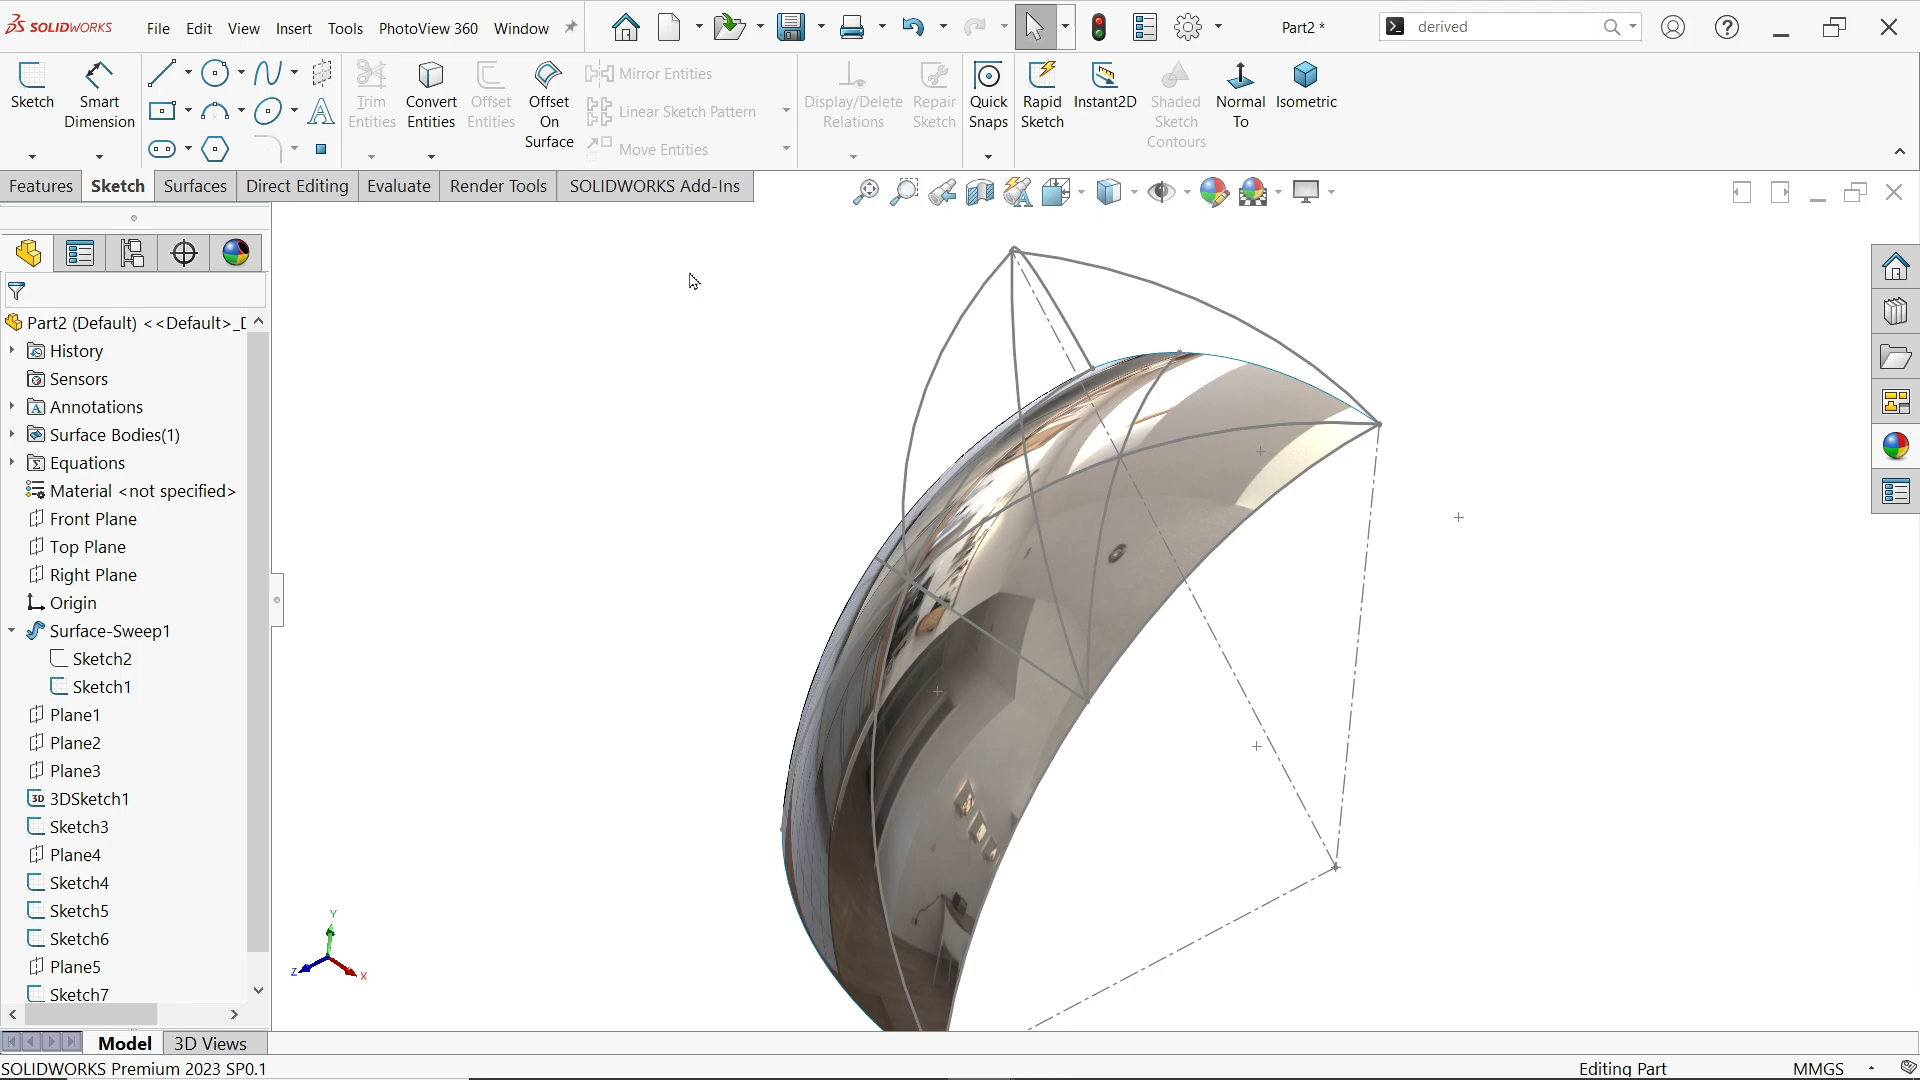 SOLIDWORKS File Edit View Insert Tools PhotoView 360 Window Part2 * derived
Sketch Smart Dimension Trim Entities Convert Entities Offset Entities Offset On Surface Mirror Entities
Linear Sketch Pattern
Move Entities
Display/Delete Relations Repair Sketch Quick Snaps Rapid Sketch Instant2D Shaded Sketch Contours Normal To Isometric
Features Sketch Surfaces Direct Editing Evaluate Render Tools SOLIDWORKS Add-Ins
Part2 (Default) <<Default>_
History
Sensors
Annotations
Surface Bodies(1)
Equations
Material <not specified>
Front Plane
Top Plane
Right Plane
Origin
Surface-Sweep1
Sketch2
Sketch1
Plane1
Plane2
Plane3
3D 3DSketch1
Sketch3
Plane4
Sketch4
Sketch5
Sketch6
Plane5
Sketch7
Y
Z X
Model 3D Views
SOLIDWORKS Premium 2023 SP0.1 Editing Part MMGS